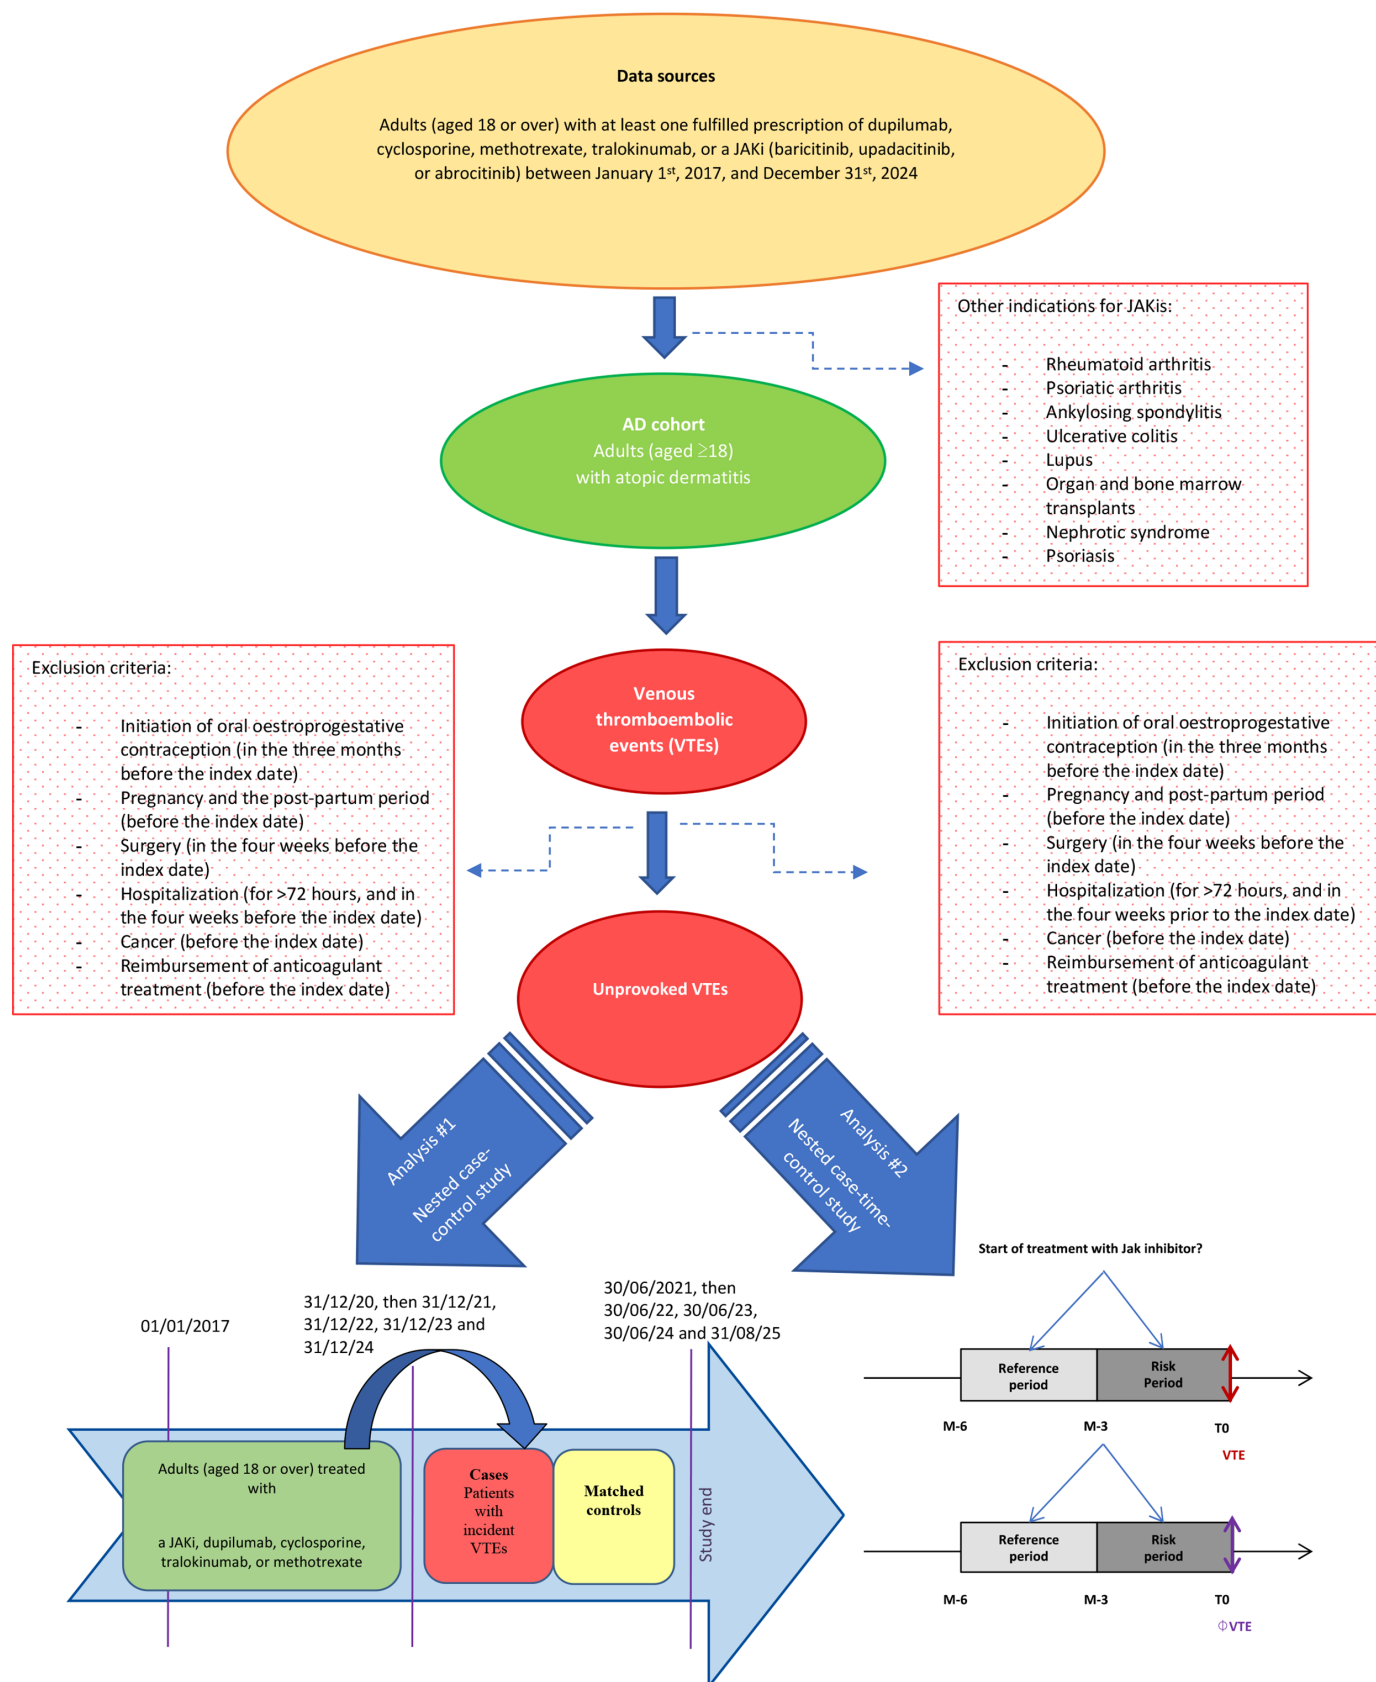 Data sources
Adults (aged 18 or over) with at least one fulfilled prescription of dupilumab,
cyclosporine, methotrexate, tralokinumab, or a JAKi (baricitinib, upadacitinib,
or abrocitinib) between January 1st, 2017, and December 31st, 2024
Other indications for JAKis:
- Rheumatoid arthritis
- Psoriatic arthritis
- Ankylosing spondylitis
- Ulcerative colitis
- Lupus
- Organ and bone marrow
transplants
- Nephrotic syndrome
- Psoriasis
AD cohort
Adults (aged ≥18)
with atopic dermatitis
Venous
thromboembolic
events (VTEs)
Exclusion criteria:
- Initiation of oral oestroprogestative
contraception (in the three months
before the index date)
- Pregnancy and the post-partum period
(before the index date)
- Surgery (in the four weeks before the
index date)
- Hospitalization (for >72 hours, and in
the four weeks before the index date)
- Cancer (before the index date)
- Reimbursement of anticoagulant
treatment (before the index date)
Exclusion criteria:
- Initiation of oral oestroprogestative
contraception (in the three months
before the index date)
- Pregnancy and post-partum period
(before the index date)
- Surgery (in the four weeks before the
index date)
- Hospitalization (for >72 hours, and in
the four weeks prior to the index date)
- Cancer (before the index date)
- Reimbursement of anticoagulant
treatment (before the index date)
Unprovoked VTEs
Analysis #1
Nested case-
control study
Analysis #2
Nested case-time-
control study
01/01/2017
31/12/20, then 31/12/21,
31/12/22, 31/12/23 and
31/12/24
30/06/2021, then
30/06/22, 30/06/23,
30/06/24 and 31/08/25
Adults (aged 18 or over) treated
with
a JAKi, dupilumab, cyclosporine,
tralokinumab, or methotrexate
Cases
Patients
with
incident
VTEs
Matched
controls
Study end
Start of treatment with Jak inhibitor?
Reference
period
Risk
Period
M-6
M-3
T0
VTE
Reference
period
Risk
period
M-6
M-3
T0
ΦVTE